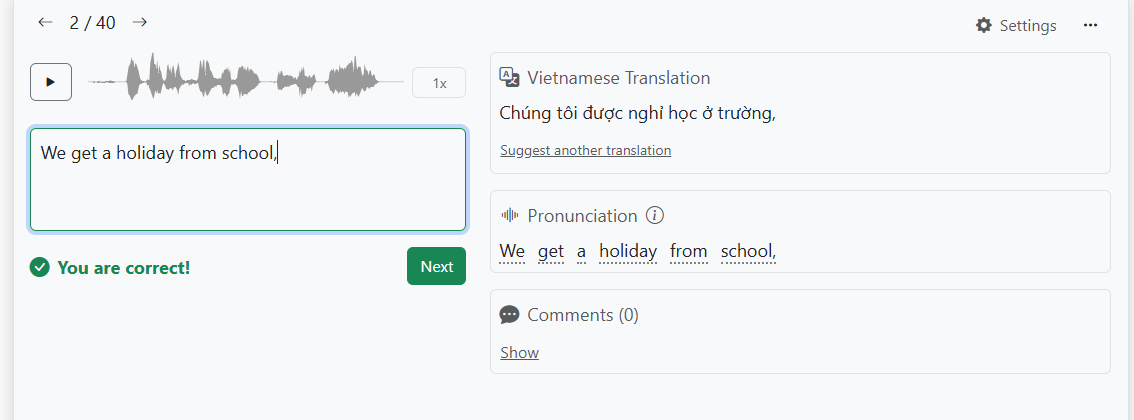 ← 2 / 40 →
Settings
1x
We get a holiday from school,
You are correct!
Next
Vietnamese Translation
Chúng tôi được nghỉ học ở trường,
Suggest another translation
Pronunciation
We get a holiday from school,
Comments (0)
Show